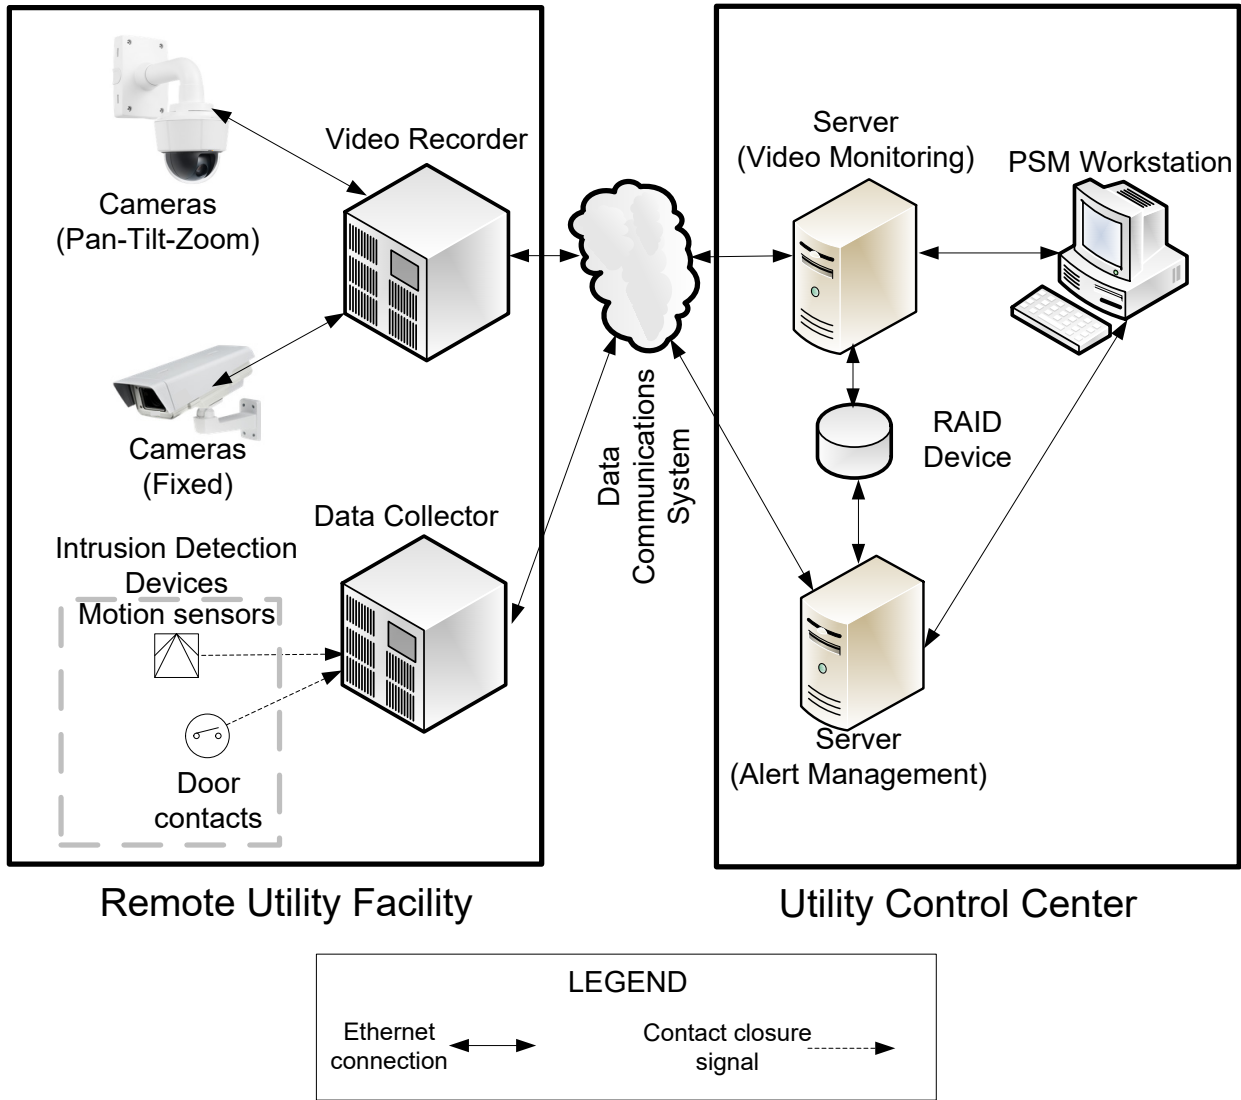 Video Recorder
Cameras
(Pan-Tilt-Zoom)
Cameras
(Fixed)
Data Collector
Intrusion Detection
Devices
Motion sensors
Door
contacts
Remote Utility Facility
Data
Communications
System
Server
(Video Monitoring)
PSM Workstation
RAID
Device
Server
(Alert Management)
Utility Control Center
LEGEND
Ethernet
connection
Contact closure
signal